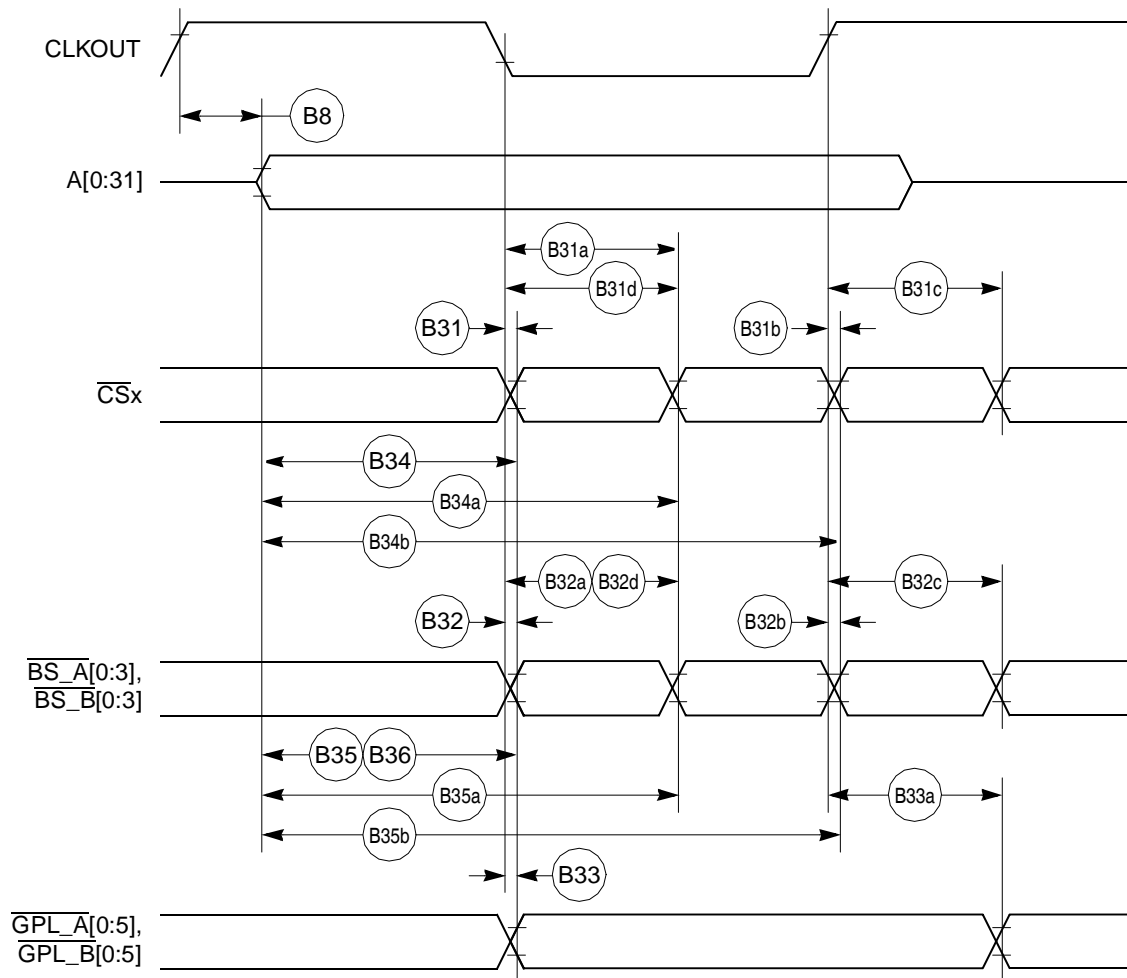 CLKOUT
B8
A[0:31]
B31a
B31d
B31c
B31
B31b
CSx
B34
B34a
B34b
B32a B32d
B32c
B32
B32b
BS_A[0:3],
BS_B[0:3]
B35 B36
B35a
B33a
B35b
B33
GPL_A[0:5],
GPL_B[0:5]